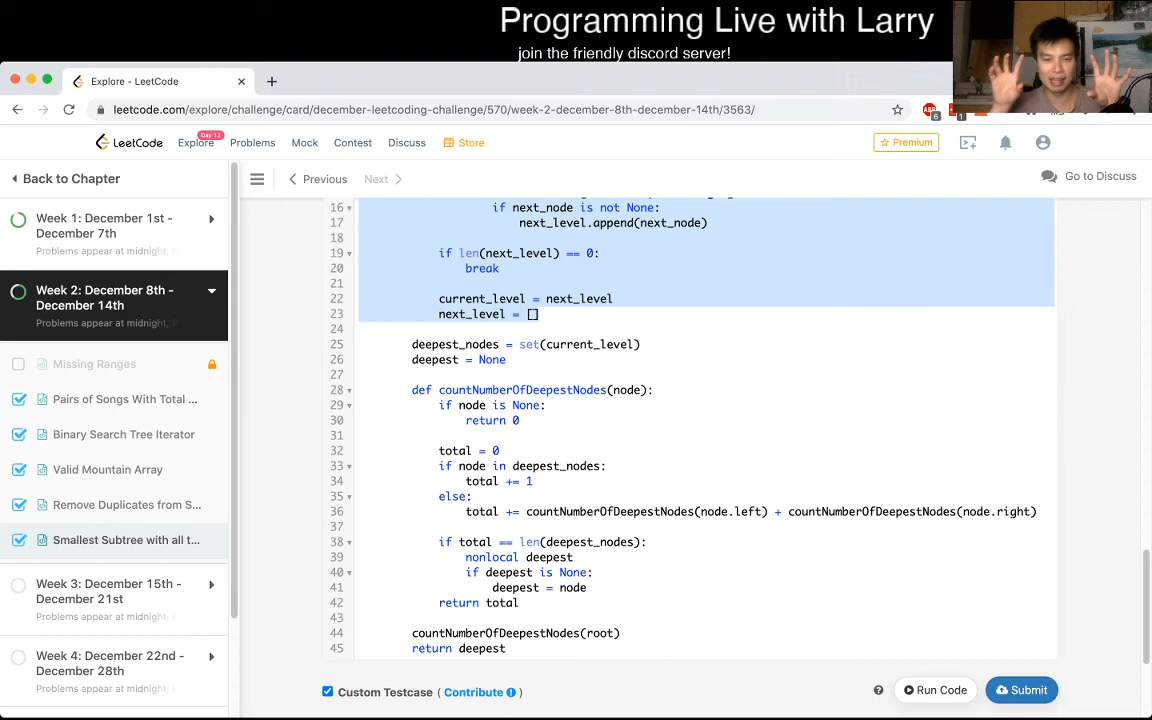 Programming Live with Larry
join the friendly discord server!
Explore - LeetCode
leetcode.com/explore/challenge/card/december-leetcoding-challenge/570/week-2-december-8th-december-14th/3563/
LeetCode
Explore
Day 12
Problems
Mock
Contest
Discuss
Store
Premium
Back to Chapter
Previous
Next
Go to Discuss
Week 1: December 1st -
December 7th
Problems appear at midnight,
Week 2: December 8th -
December 14th
Problems appear at midnight,
Missing Ranges
Pairs of Songs With Total ...
Binary Search Tree Iterator
Valid Mountain Array
Remove Duplicates from S...
Smallest Subtree with all t...
Week 3: December 15th -
December 21st
Problems appear at midnight,
Week 4: December 22nd -
December 28th
Problems appear at midnight,
16 if next_node is not None:
17 next_level.append(next_node)
18
19 if len(next_level) == 0:
20 break
21
22 current_level = next_level
23 next_level = []
24
25 deepest_nodes = set(current_level)
26 deepest = None
27
28 def countNumberOfDeepestNodes(node):
29 if node is None:
30 return 0
31
32 total = 0
33 if node in deepest_nodes:
34 total += 1
35 else:
36 total += countNumberOfDeepestNodes(node.left) + countNumberOfDeepestNodes(node.right)
37
38 if total == len(deepest_nodes):
39 nonlocal deepest
40 if deepest is None:
41 deepest = node
42 return total
43
44 countNumberOfDeepestNodes(root)
45 return deepest
Custom Testcase ( Contribute )
Run Code
Submit